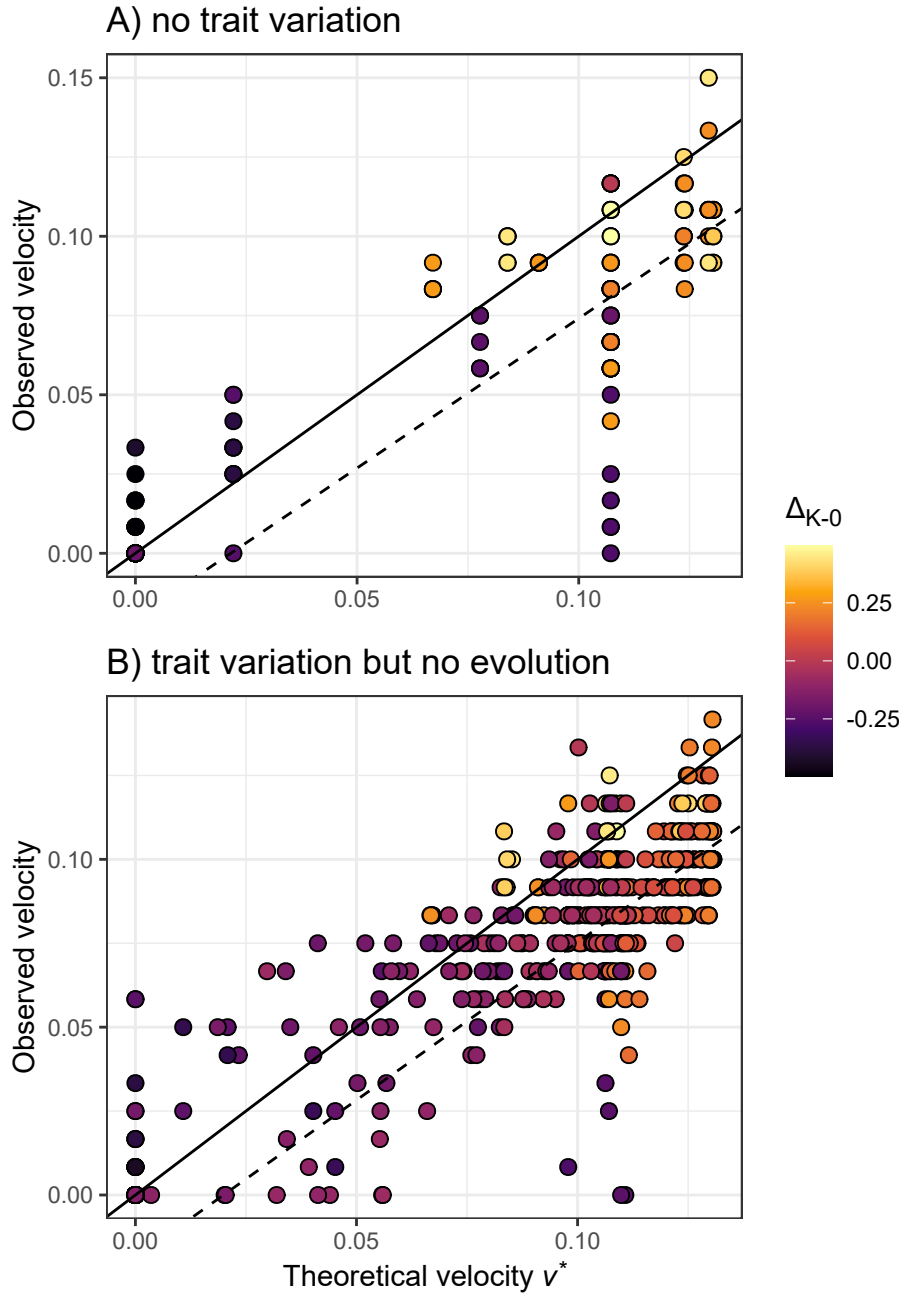 A) no trait variation
0.15
0.10
0.05
0.00
Observed velocity
0.00 0.05 0.10
ΔK-0
0.25
0.00
-0.25
B) trait variation but no evolution
0.10
0.05
0.00
Observed velocity
0.00 0.05 0.10
Theoretical velocity v*